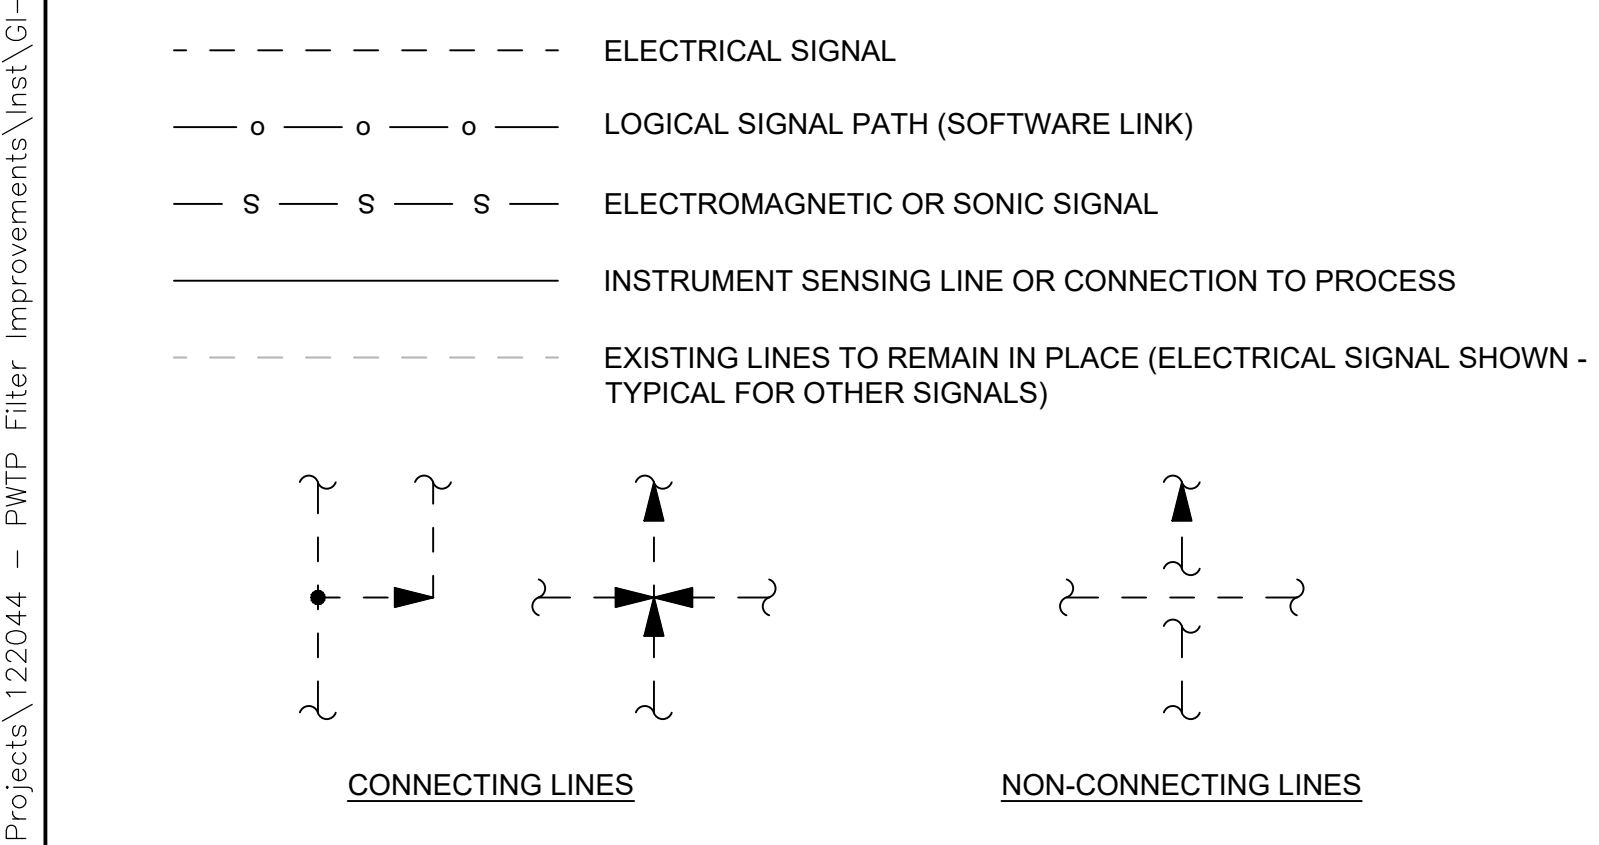 Projects\122044 - PWTP Filter Improvements\Inst\GI-
ELECTRICAL SIGNAL
o o o
LOGICAL SIGNAL PATH (SOFTWARE LINK)
S S S
ELECTROMAGNETIC OR SONIC SIGNAL
INSTRUMENT SENSING LINE OR CONNECTION TO PROCESS
EXISTING LINES TO REMAIN IN PLACE (ELECTRICAL SIGNAL SHOWN -
TYPICAL FOR OTHER SIGNALS)
CONNECTING LINES
NON-CONNECTING LINES